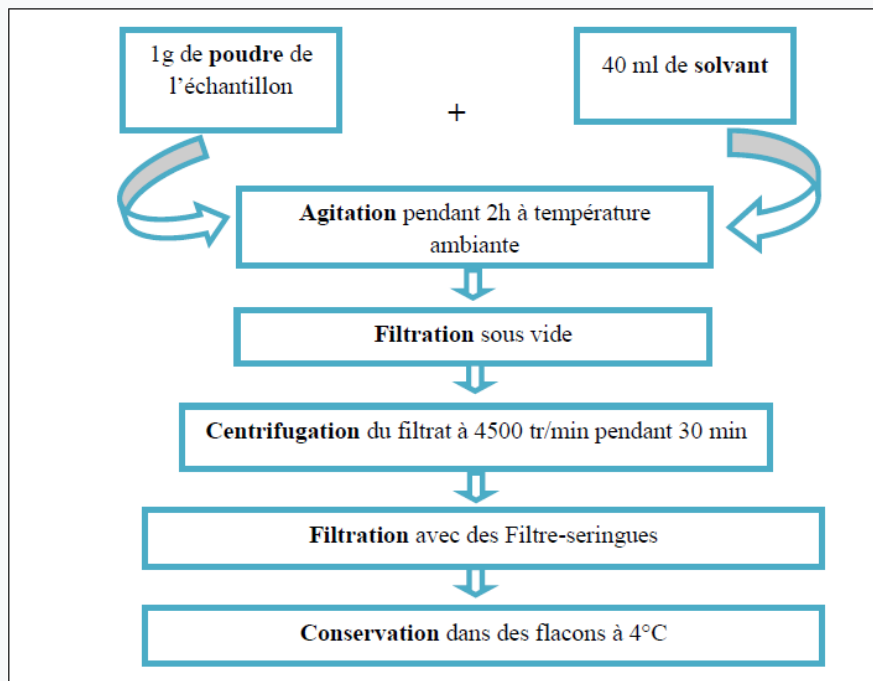 1g de poudre de
l’échantillon
40 ml de solvant
+
Agitation pendant 2h à température
ambiante
Filtration sous vide
Centrifugation du filtrat à 4500 tr/min pendant 30 min
Filtration avec des Filtre-seringues
Conservation dans des flacons à 4°C